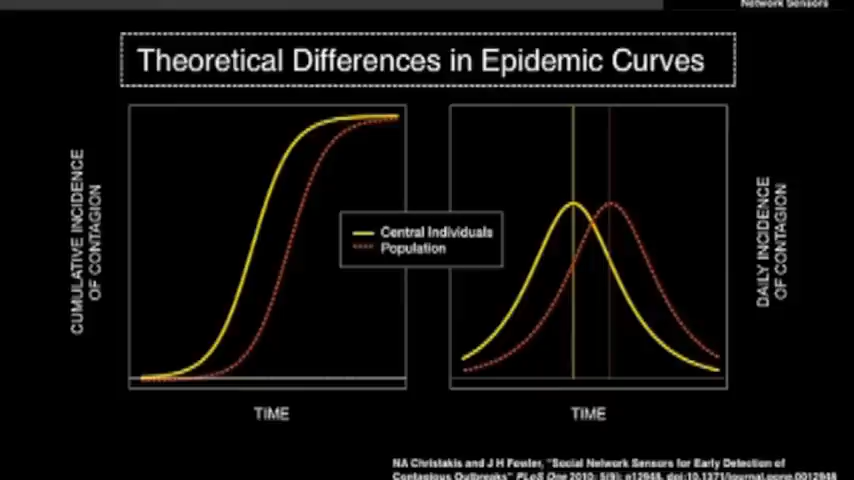 Network Sensors
Theoretical Differences in Epidemic Curves
CUMULATIVE INCIDENCE
OF CONTAGION
Central Individuals
Population
DAILY INCIDENCE
OF CONTAGION
TIME
TIME
NA Christakis and J H Fowler, "Social Network Sensors for Early Detection of
Contagious Outbreaks" PLoS One 2010; 5(9): e12948. doi:10.1371/journal.pone.0012948